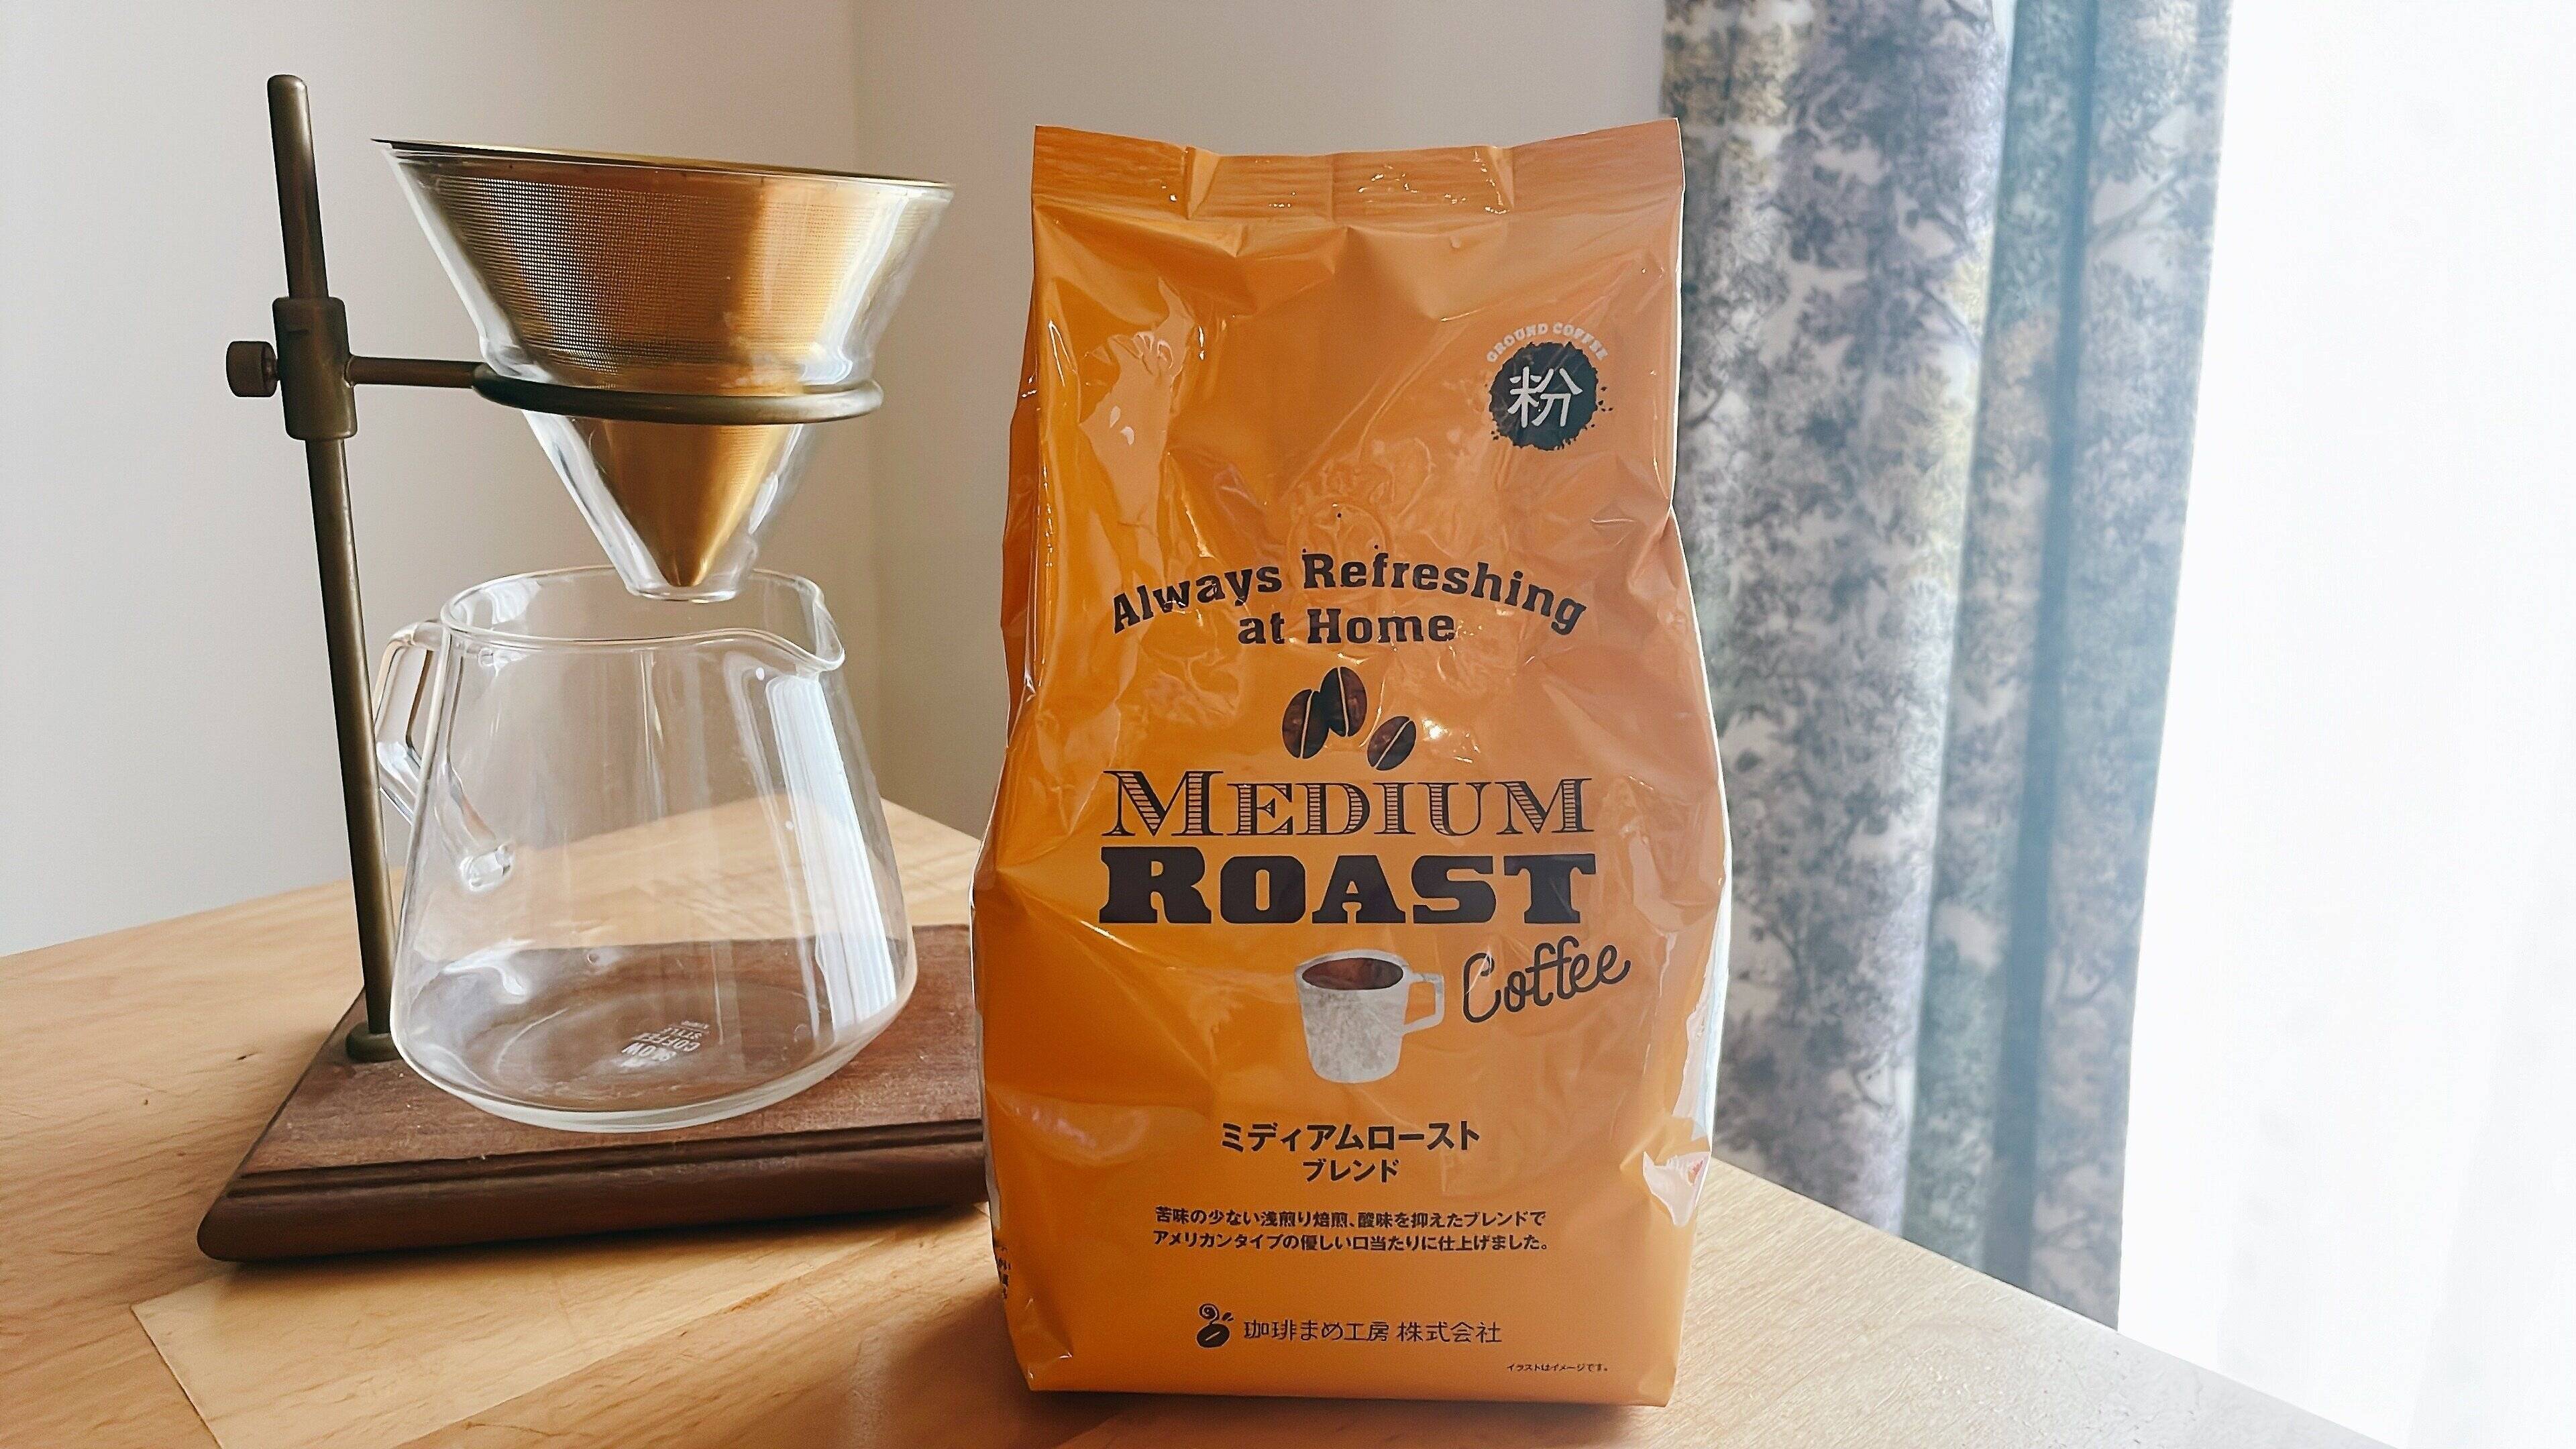 GROUND COFFEE
粉
Always Refreshing
at Home
MEDIUM
ROAST
Coffee
ミディアムロースト
ブレンド
苦味の少ない浅煎り焙煎、酸味を抑えたブレンドで
アメリカンタイプの優しい口当たりに仕上げました。
珈琲まめ工房 株式会社
イラストはイメージです。
SLOW
COFFEE
STYLE